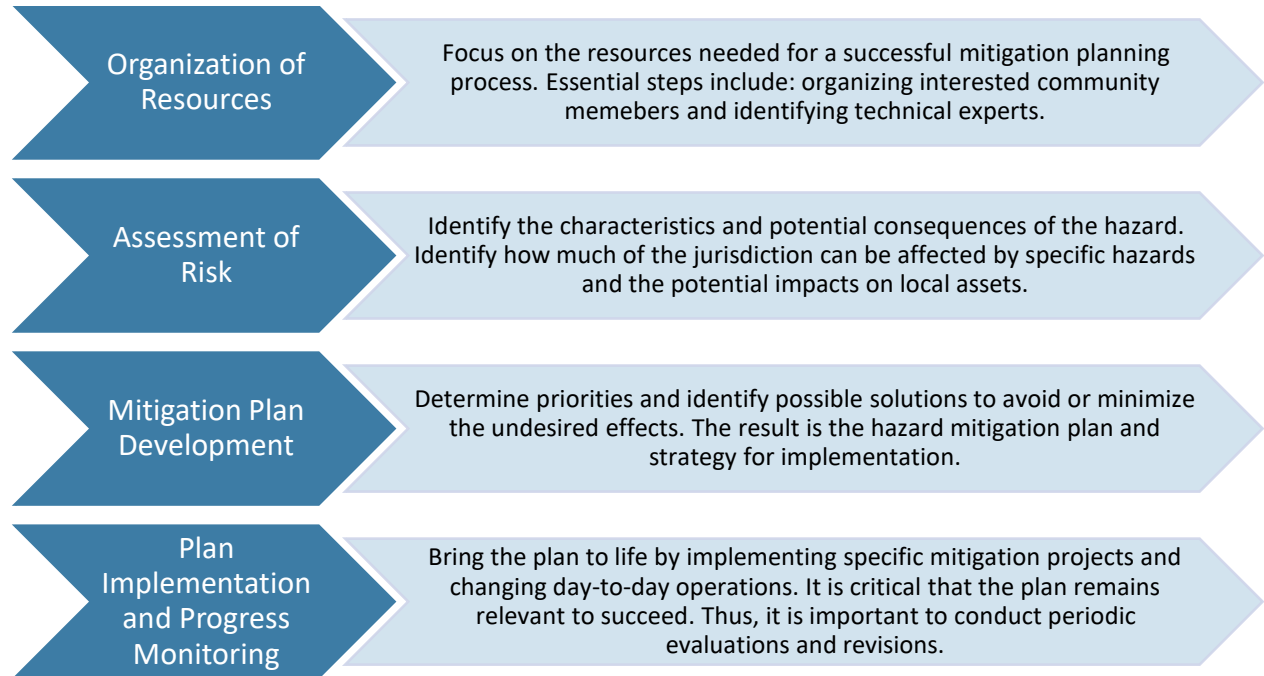 Organization of
Resources
Focus on the resources needed for a successful mitigation planning
process. Essential steps include: organizing interested community
memebers and identifying technical experts.
Assessment of
Risk
Identify the characteristics and potential consequences of the hazard.
Identify how much of the jurisdiction can be affected by specific hazards
and the potential impacts on local assets.
Mitigation Plan
Development
Determine priorities and identify possible solutions to avoid or minimize
the undesired effects. The result is the hazard mitigation plan and
strategy for implementation.
Plan
Implementation
and Progress
Monitoring
Bring the plan to life by implementing specific mitigation projects and
changing day-to-day operations. It is critical that the plan remains
relevant to succeed. Thus, it is important to conduct periodic
evaluations and revisions.